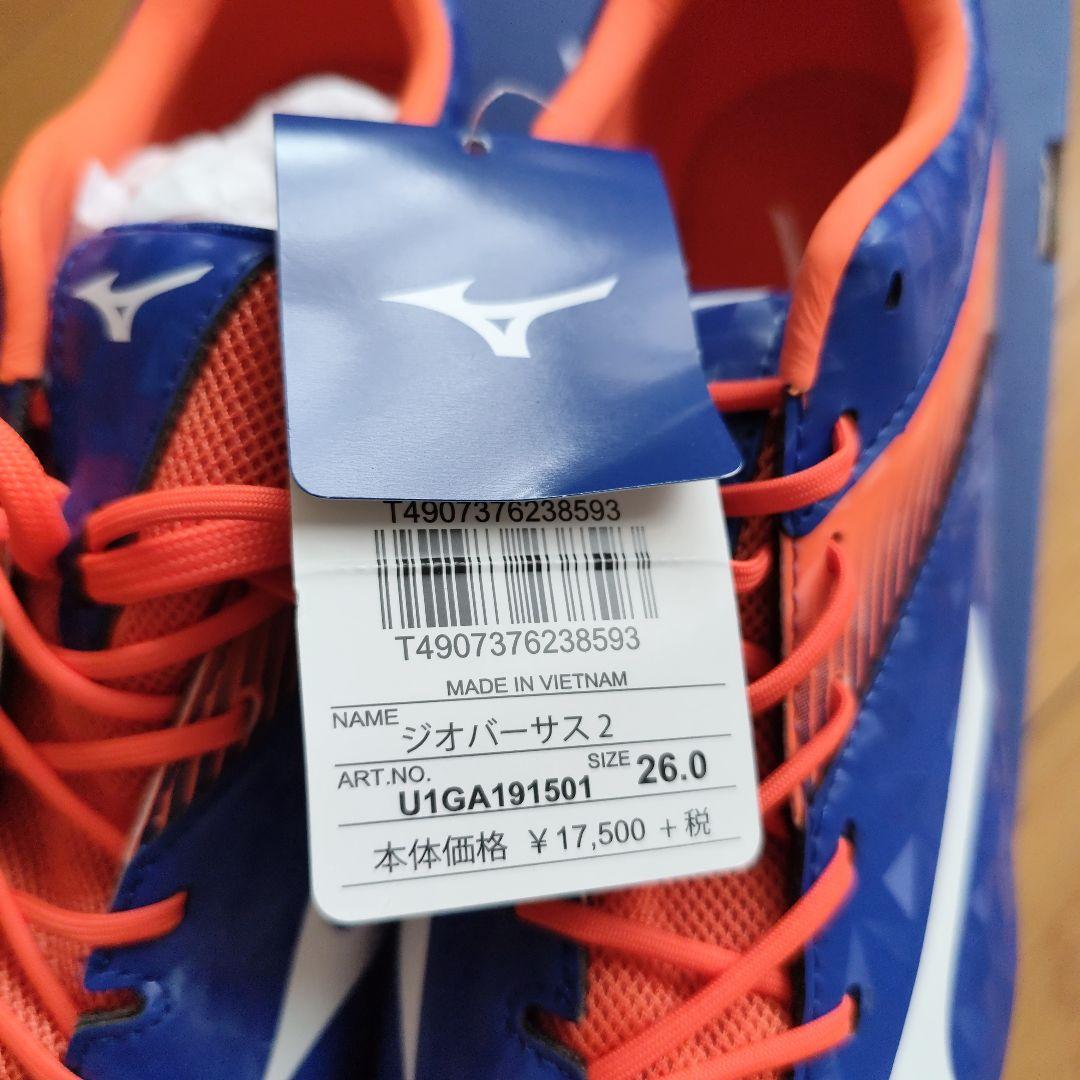 T4907376238593
T4907376238593
MADE IN VIETNAM
NAME ジオバーサス2
ART.NO. U1GA191501 SIZE 26.0
本体価格 ¥17,500 +税